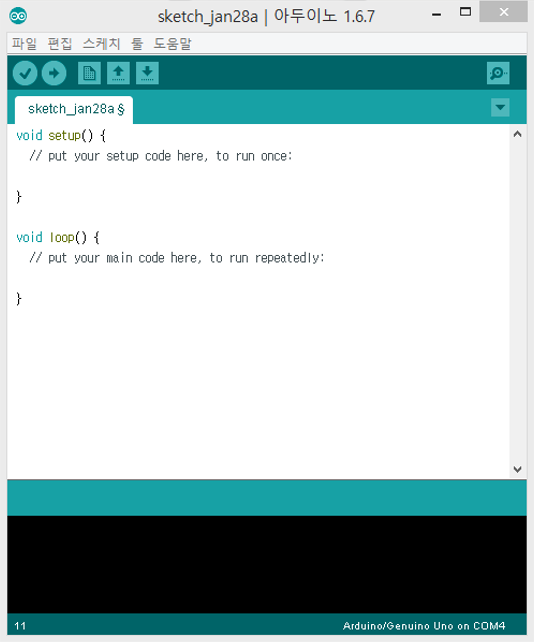 sketch_jan28a | 아두이노 1.6.7
파일 편집 스케치 툴 도움말
sketch_jan28a §
void setup() {
// put your setup code here, to run once:
}
void loop() {
// put your main code here, to run repeatedly:
}
11 Arduino/Genuino Uno on COM4